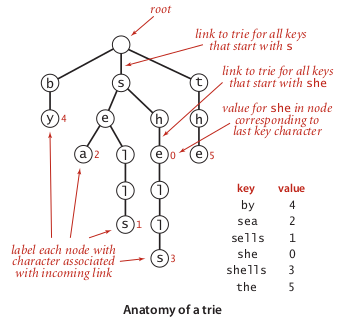 root
link to trie for all keys
that start with s
link to trie for all keys
that start with she
b
s
t
value for she in node
corresponding to
last key character
y 4
e
h
h
a 2
l
e 0
e 5
l
l
s 1
l
s 3
label each node with
character associated
with incoming link
key value
by 4
sea 2
sells 1
she 0
shells 3
the 5
Anatomy of a trie